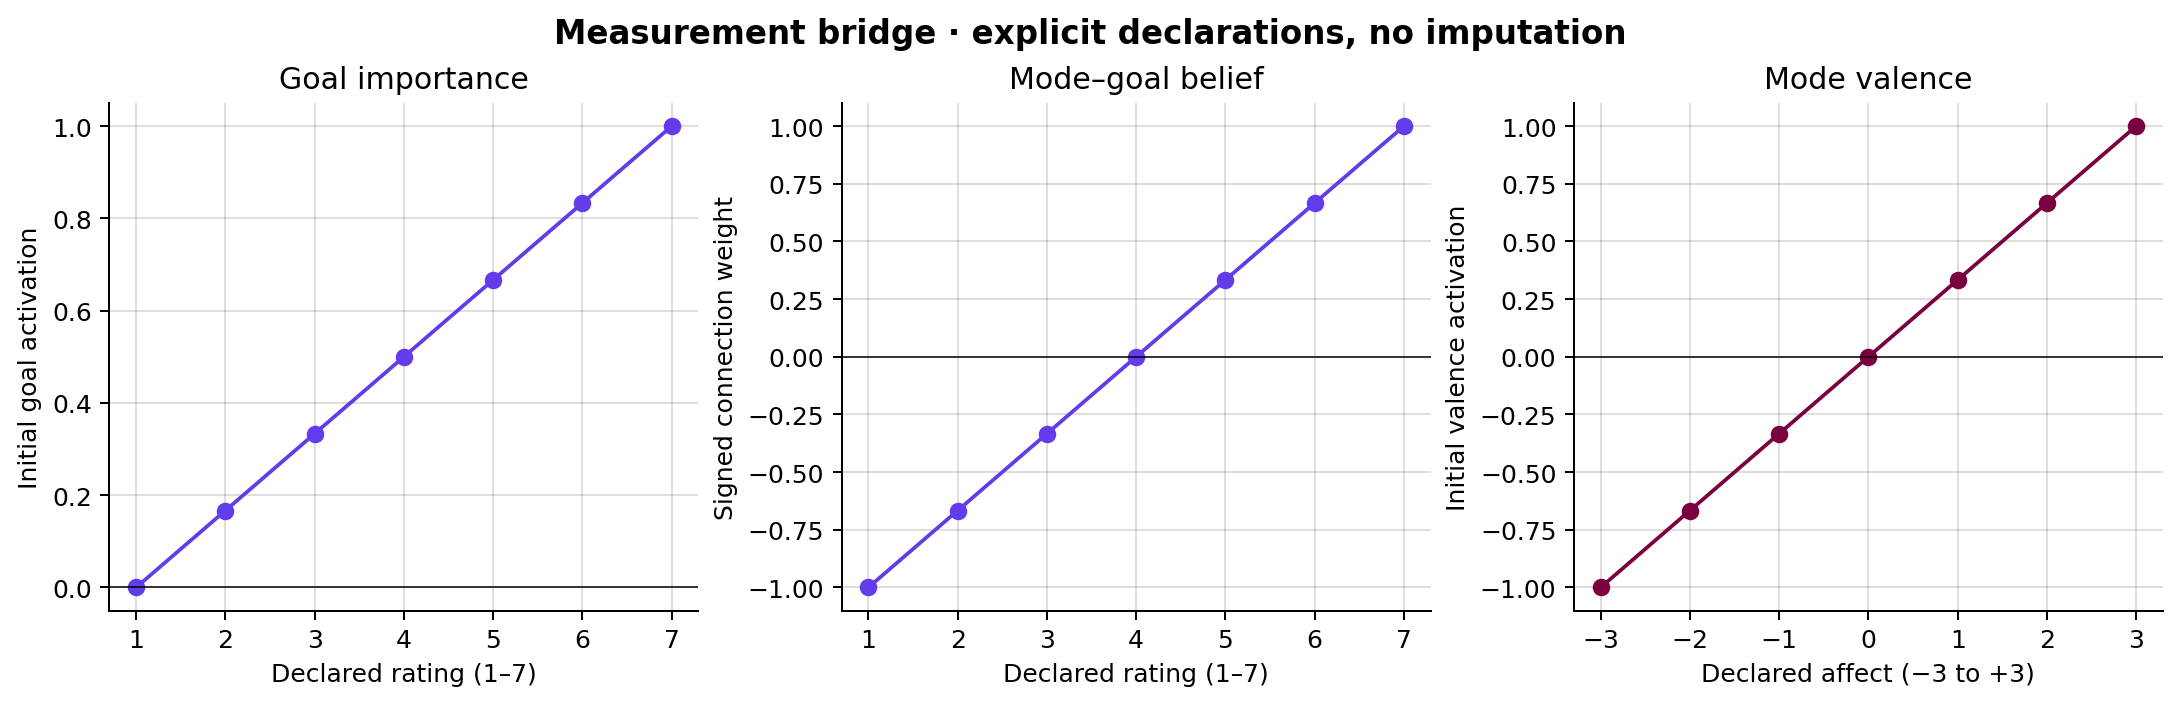 Measurement bridge · explicit declarations, no imputation
Goal importance
Initial goal activation
1.0
0.8
0.6
0.4
0.2
0.0
1 2 3 4 5 6 7
Declared rating (1–7)
Mode–goal belief
Signed connection weight
1.00
0.75
0.50
0.25
0.00
−0.25
−0.50
−0.75
−1.00
1 2 3 4 5 6 7
Declared rating (1–7)
Mode valence
Initial valence activation
1.00
0.75
0.50
0.25
0.00
−0.25
−0.50
−0.75
−1.00
−3 −2 −1 0 1 2 3
Declared affect (−3 to +3)